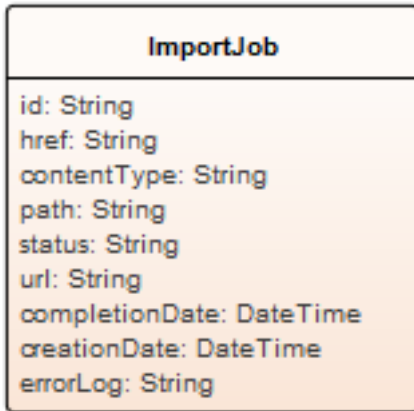 ImportJob
id: String
href: String
contentType: String
path: String
status: String
url: String
completionDate: DateTime
creationDate: DateTime
errorLog: String